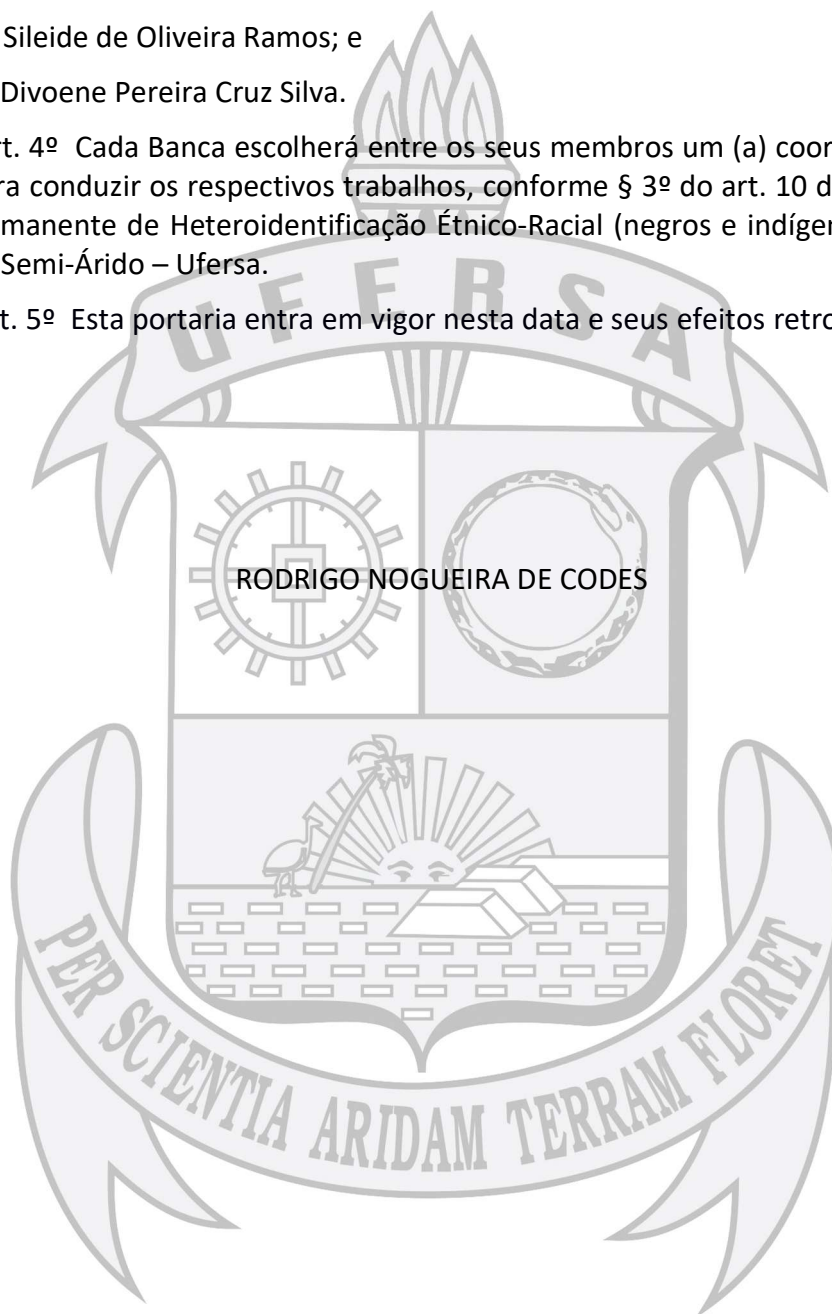 Sileide de Oliveira Ramos; e
Divoene Pereira Cruz Silva.
rt. 4º Cada Banca escolherá entre os seus membros um (a) coor
ra conduzir os respectivos trabalhos, conforme § 3º do art. 10 d
manente de Heteroidentificação Étnico-Racial (negros e indíger
Semi-Árido – Ufersa.
t. 5º Esta portaria entra em vigor nesta data e seus efeitos retro
UFERSA
RODRIGO NOGUEIRA DE CODES
PER SCIENTIA ARIDAM TERRAM FLORET